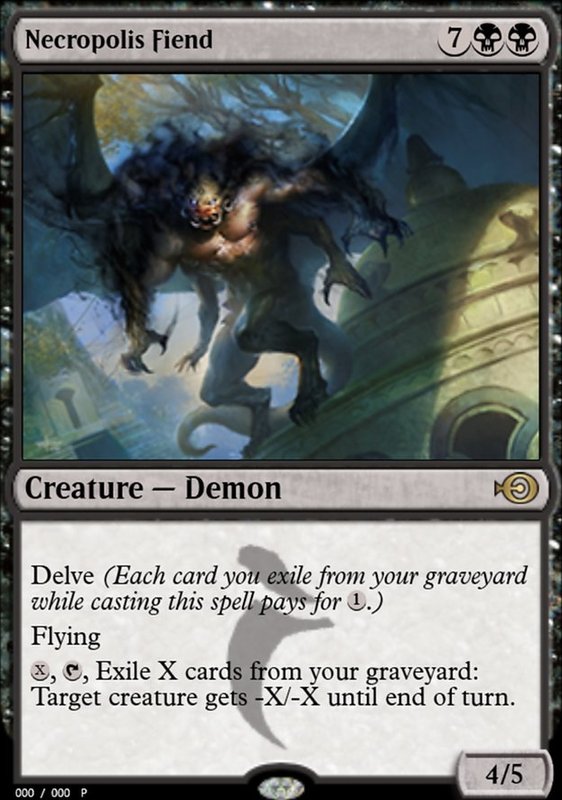 Necropolis Fiend 7
Creature — Demon
Delve (Each card you exile from your graveyard
while casting this spell pays for 1.)
Flying
X, , Exile X cards from your graveyard:
Target creature gets -X/-X until end of turn.
4/5
000 / 000 P